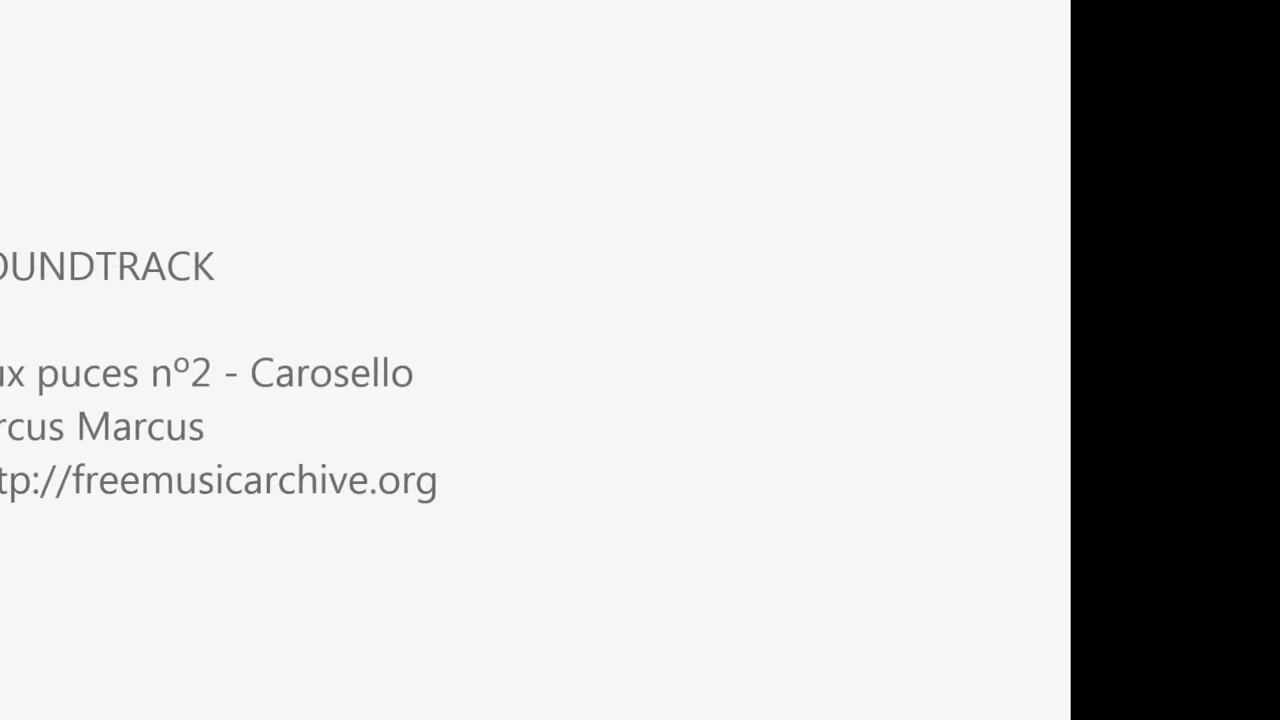 OUNDTRACK
ux puces nº2 - Carosello
rcus Marcus
tp://freemusicarchive.org